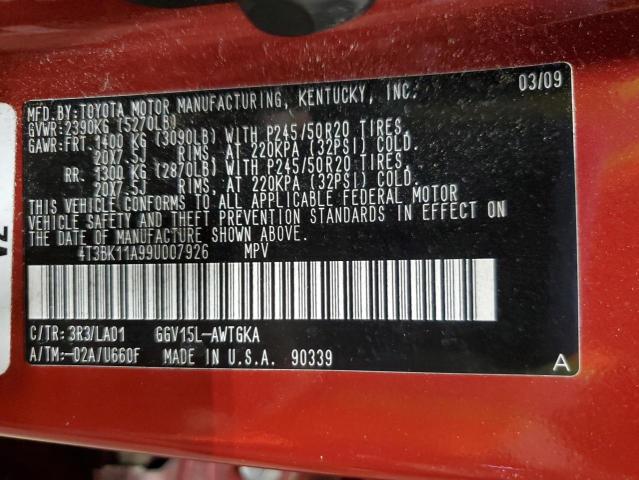 03/09
MFD.BY:TOYOTA MOTOR MANUFACTURING, KENTUCKY, INC.
GVWR:2390KG (5270LB)
GAWR:FRT. 1400 KG (3090LB) WITH P245/50R20 TIRES,
20X7.5J RIMS, AT 220KPA (32PSI) COLD.
RR. 1300 KG (2870LB) WITH P245/50R20 TIRES,
20X7.5J RIMS, AT 220KPA (32PSI) COLD.
THIS VEHICLE CONFORMS TO ALL APPLICABLE FEDERAL MOTOR
VEHICLE SAFETY AND THEFT PREVENTION STANDARDS IN EFFECT ON
THE DATE OF MANUFACTURE SHOWN ABOVE.
4T3BK11A99U007926 MPV
C/TR: 3R3/LA01 GGV15L-AWTGKA
A/TM:-02A/U660F MADE IN U.S.A. 90339
A